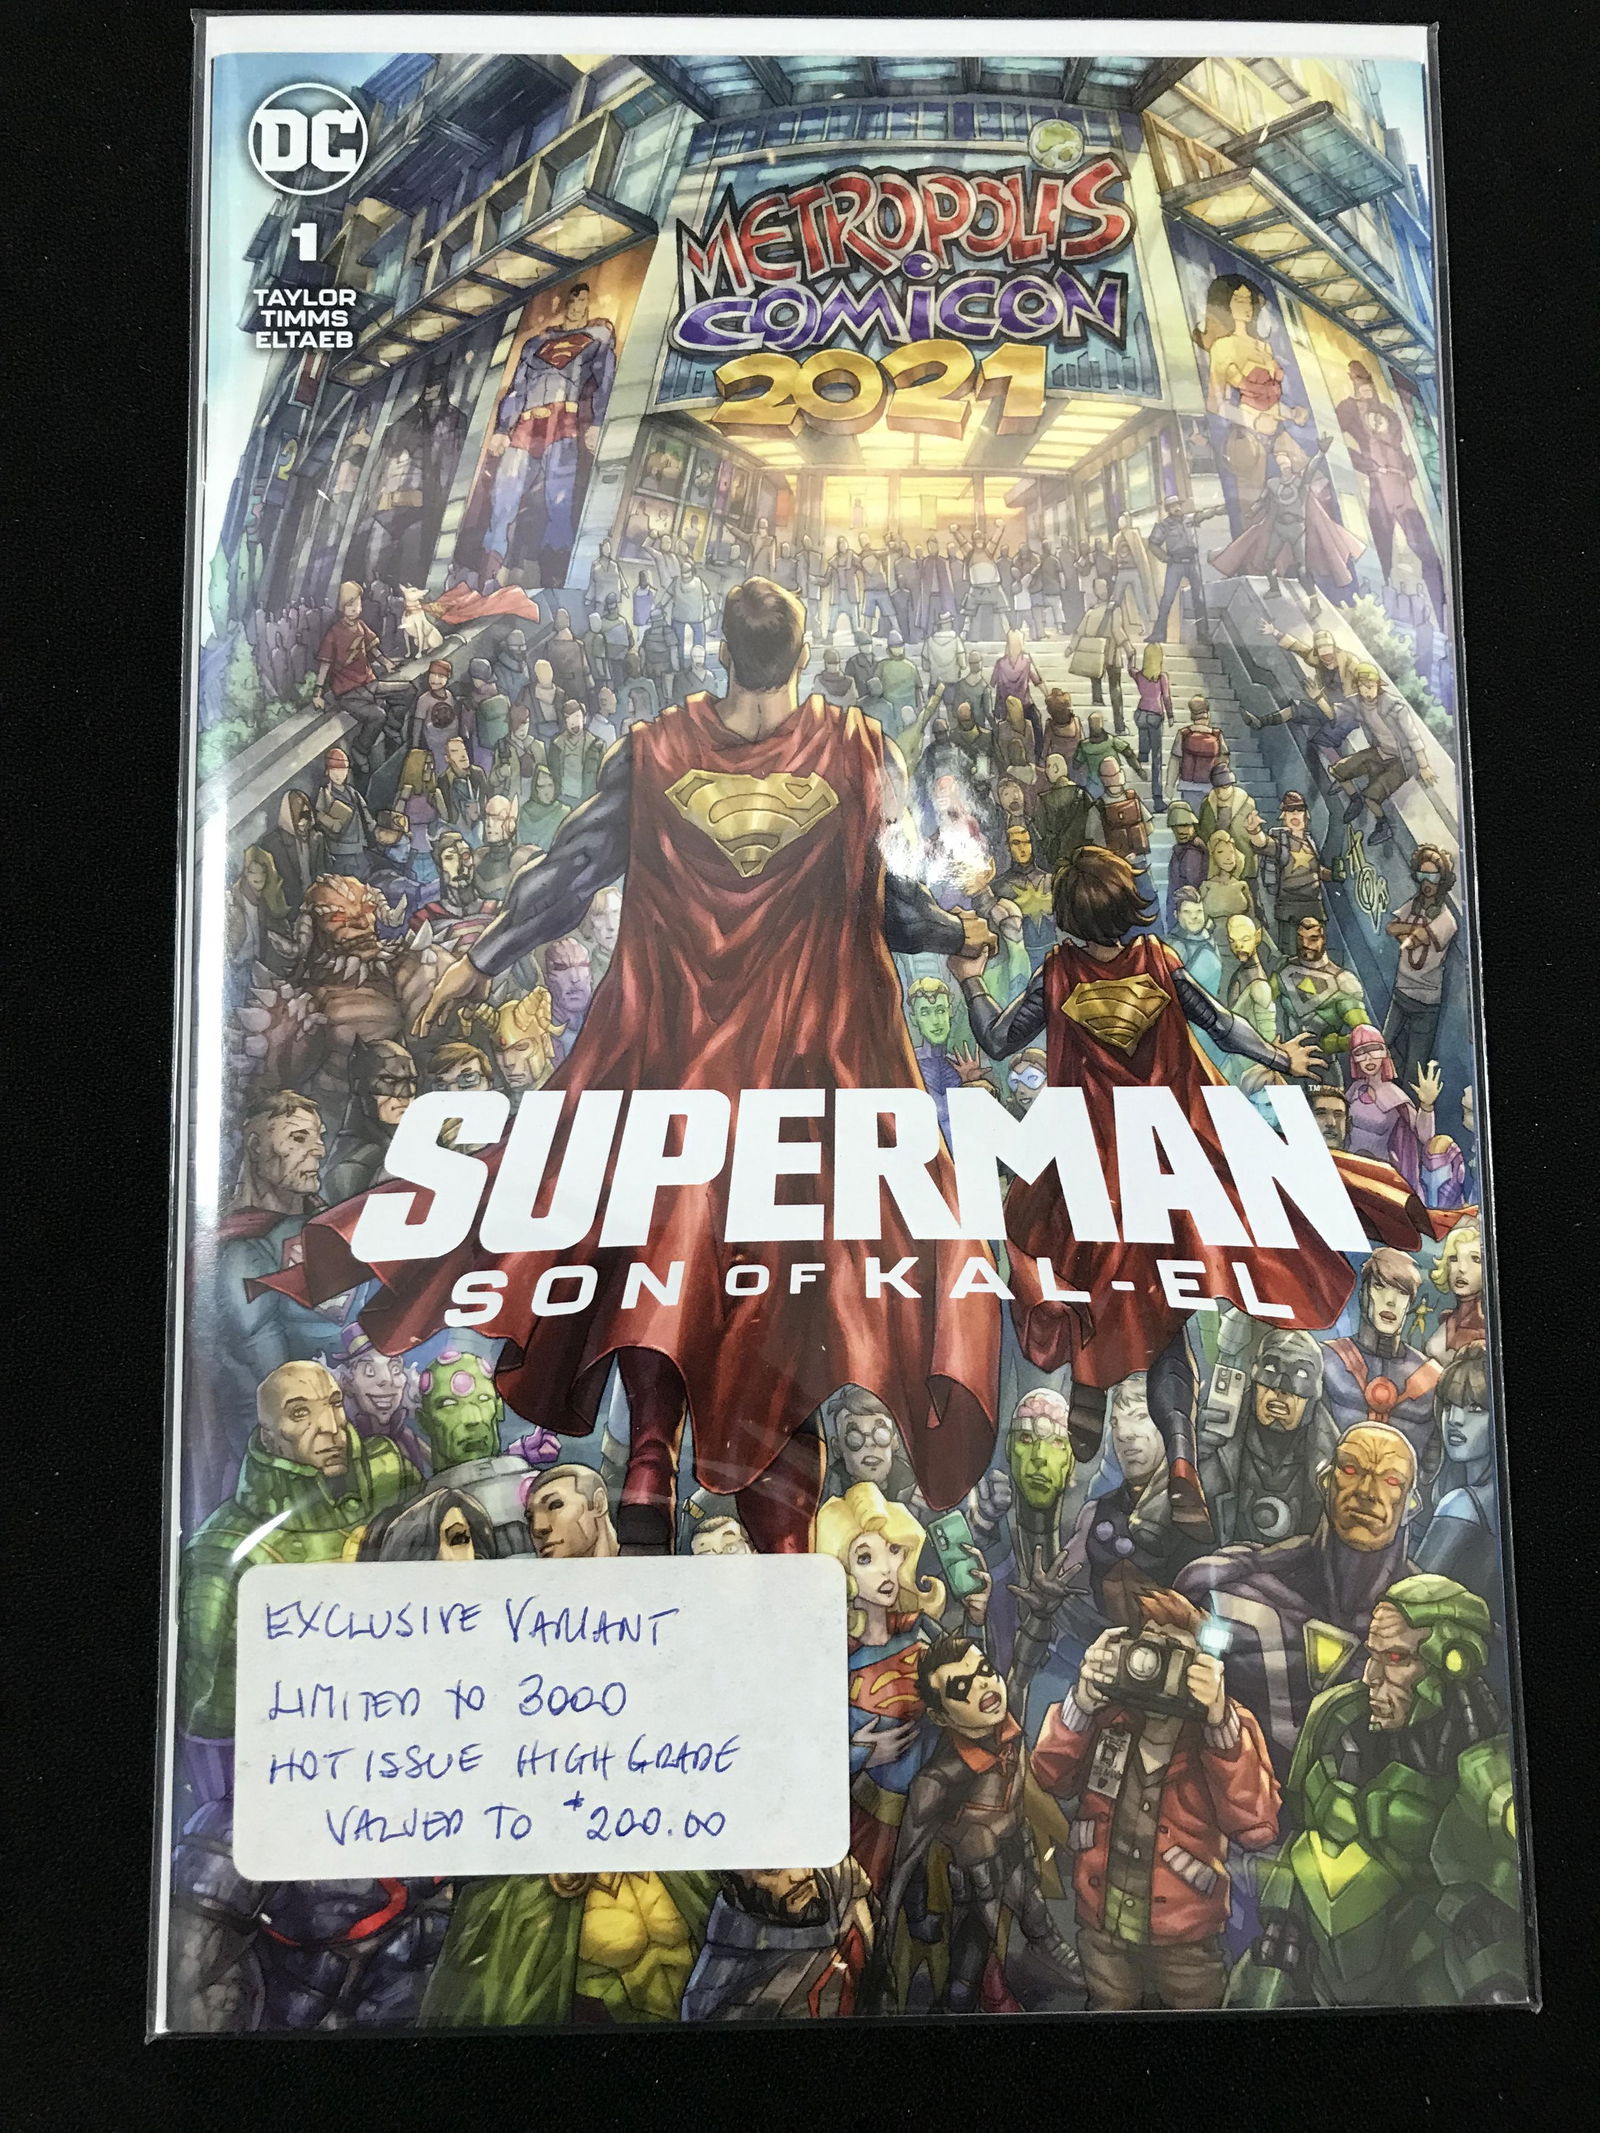 DC
1
TAYLOR
TIMMS
ELTAEB
METROPOLIS
COMICON
2021
SUPERMAN™
SON OF KAL-EL
EXCLUSIVE VARIANT
LIMITED TO 3000
HOT ISSUE HIGH GRADE
VALUED TO $200.00